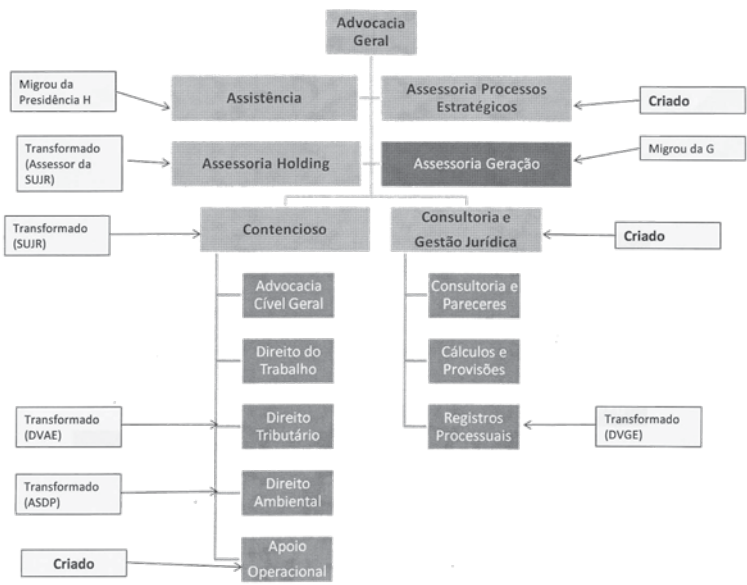 Advocacia
Geral
Migrou da
Presidência H
Assistência
Assessoria Processos
Estratégicos
Criado
Transformado
(Assessor da
SUJR)
Assessoria Holding
Assessoria Geração
Migrou da G
Transformado
(SUJR)
Contencioso
Consultoria e
Gestão Jurídica
Criado
Advocacia
Cível Geral
Consultoria e
Pareceres
Direito do
Trabalho
Cálculos e
Provisões
Transformado
(DVAE)
Direito
Tributário
Registros
Processuais
Transformado
(DVGE)
Transformado
(ASDP)
Direito
Ambiental
Criado
Apoio
Operacional